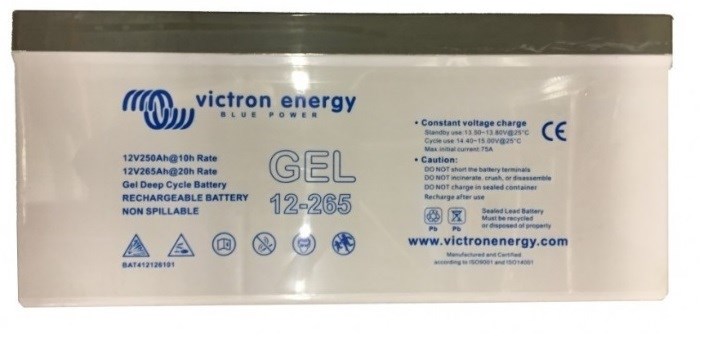 victron energy
BLUE POWER
12V250Ah@10h Rate
12V265Ah@20h Rate
Gel Deep Cycle Battery
RECHARGEABLE BATTERY
NON SPILLABLE
BAT412126101
GEL
12-265
• Constant voltage charge
Standby use:13.50~13.80V@25°C
Cycle use:14.40~15.00V@25°C
Max.initial current:75A
• Caution:
DO NOT short the battery terminals
DO NOT incinerate, crush, or disassemble
DO NOT charge in sealed container
Recharge after use
CE
Pb Pb
Sealed Lead Battery
Must be recycled
or disposed of properly
www.victronenergy.com
Manufactured and Certified
according to ISO9001 and ISO14001